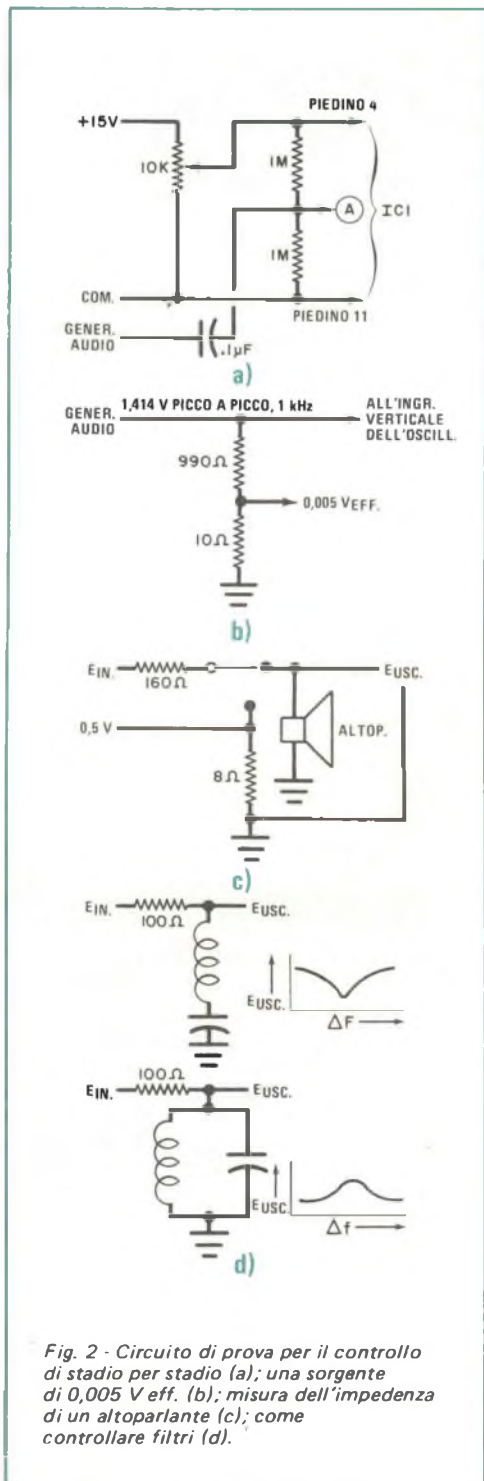 PIEDINO 4
+15V
10K
1M
A
IC1
1M
COM.
PIEDINO 11
GENER.
AUDIO
.1µF
a)
1,414 V PICCO A PICCO, 1 kHz
GENER.
AUDIO
ALL'INGR.
VERTICALE
DELL'OSCILL.
990Ω
0,005 VEFF.
10Ω
b)
EIN.
160Ω
EUSC.
0,5 V
ALTOP.
8Ω
c)
EIN.
100Ω
EUSC.
EUSC.
ΔF
EIN.
100Ω
EUSC.
EUSC.
Δf
d)
Fig. 2 - Circuito di prova per il controllo
di stadio per stadio (a); una sorgente
di 0,005 V eff. (b); misura dell'impedenza
di un altoparlante (c); come
controllare filtri (d).